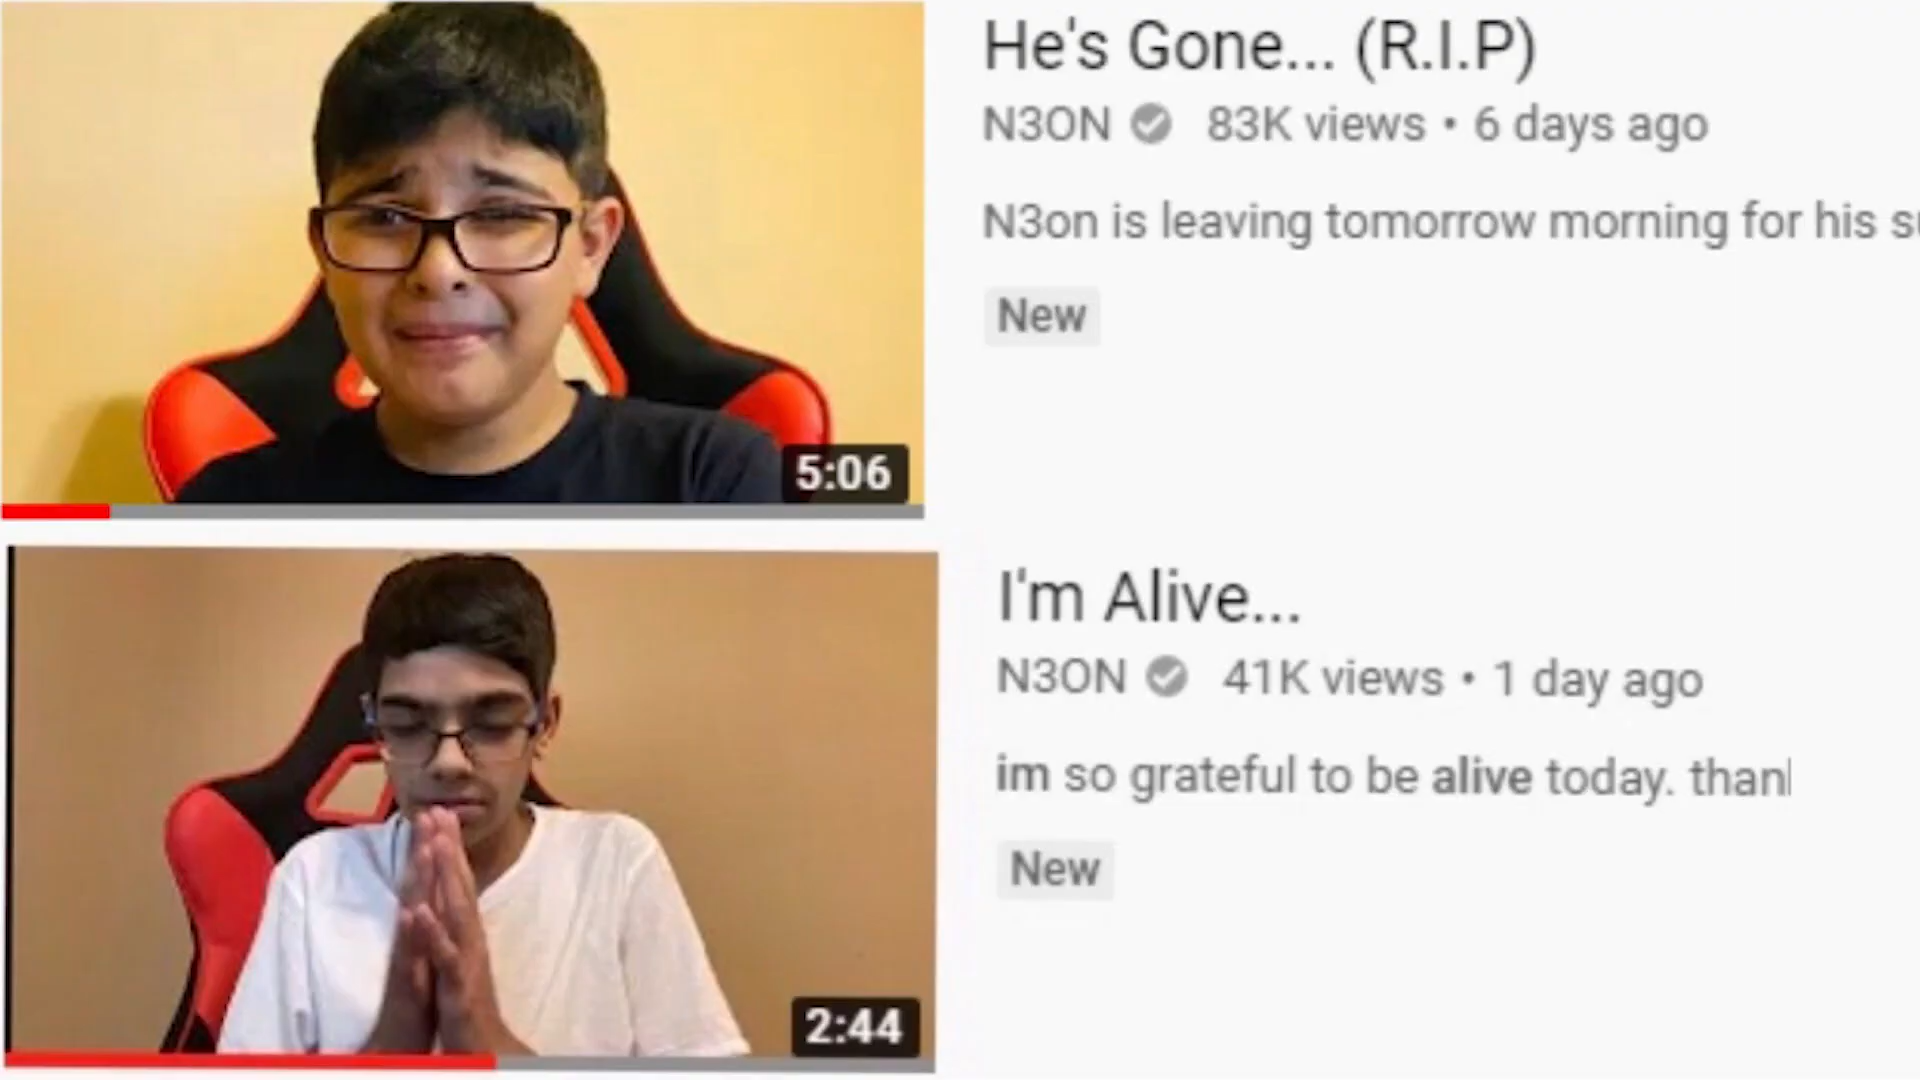 He's Gone... (R.I.P)
N3ON 83K views • 6 days ago
N3on is leaving tomorrow morning for his
New
5:06
I'm Alive...
N3ON 41K views • 1 day ago
im so grateful to be alive today.
New
2:44